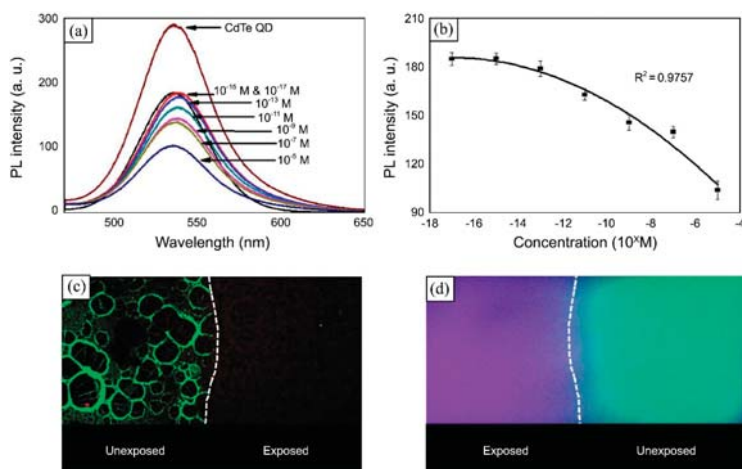 (a)
300
200
100
0
PL intensity (a. u.)
CdTe QD
10⁻¹⁵ M & 10⁻¹⁷ M
10⁻¹³ M
10⁻¹¹ M
10⁻⁹ M
10⁻⁷ M
10⁻⁵ M
500 550 600 650
Wavelength (nm)
(b)
210
180
150
120
90
PL intensity (a. u.)
R² = 0.9757
-18 -16 -14 -12 -10 -8 -6 -4
Concentration (10ˣM)
(c)
Unexposed Exposed
(d)
Exposed Unexposed